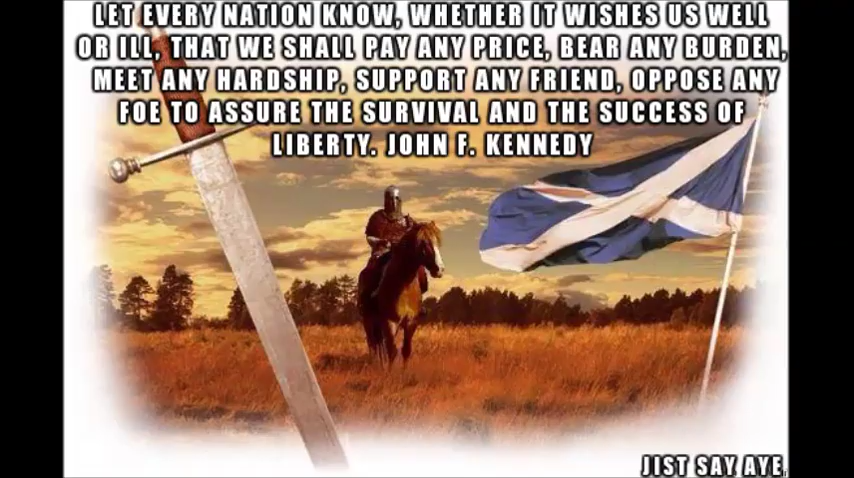 LET EVERY NATION KNOW, WHETHER IT WISHES US WELL
OR ILL, THAT WE SHALL PAY ANY PRICE, BEAR ANY BURDEN,
MEET ANY HARDSHIP, SUPPORT ANY FRIEND, OPPOSE ANY
FOE TO ASSURE THE SURVIVAL AND THE SUCCESS OF
LIBERTY. JOHN F. KENNEDY
JIST SAY AYE